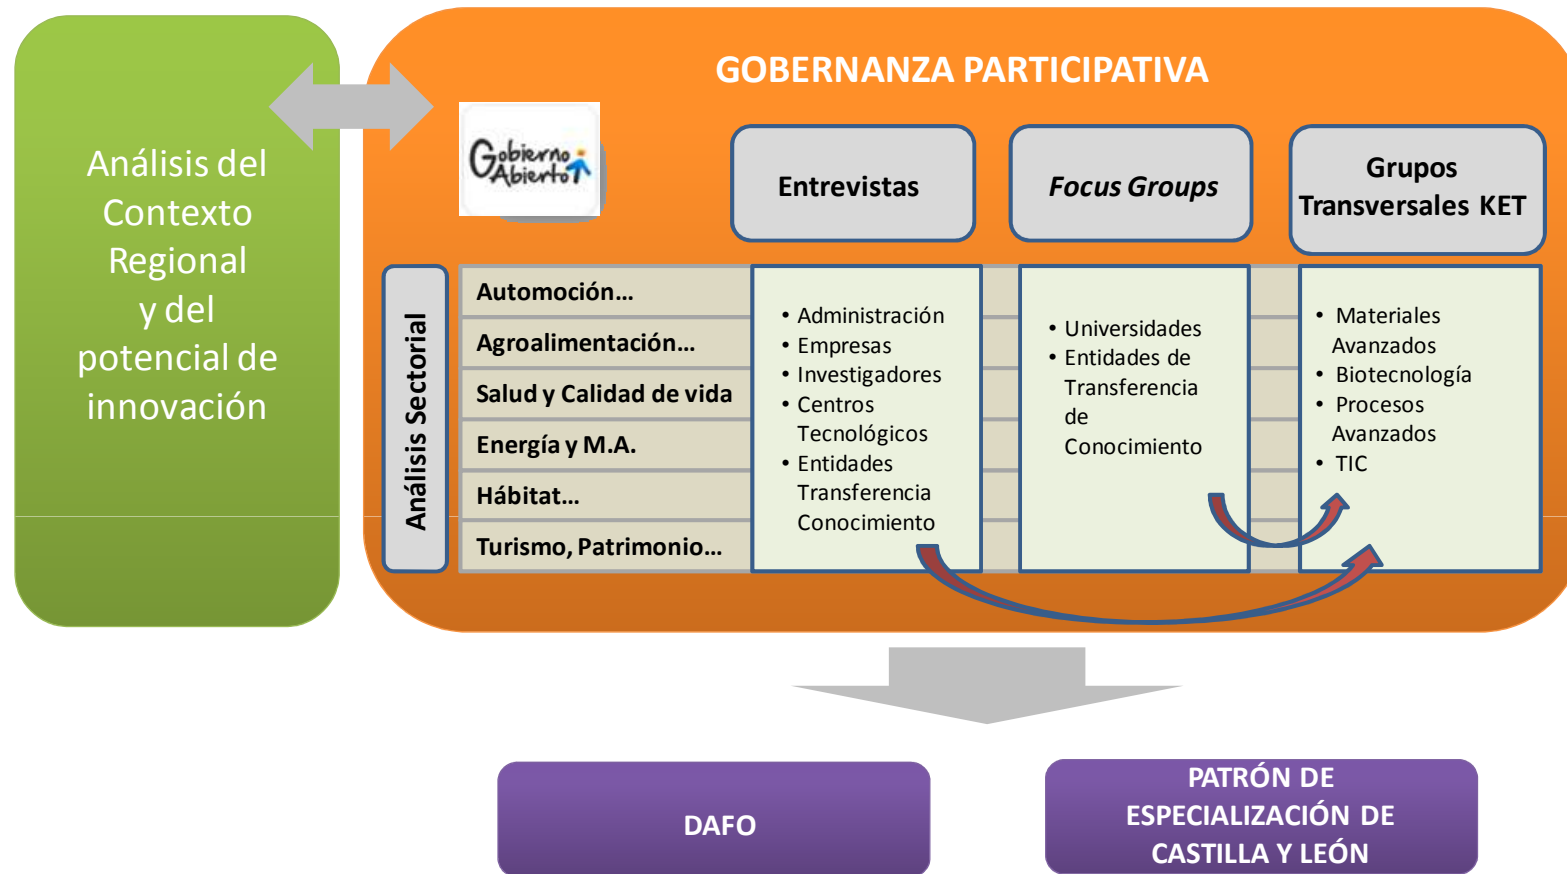 Análisis del
Contexto
Regional
y del
potencial de
innovación
GOBERNANZA PARTICIPATIVA
Gobierno
Abierto
Entrevistas
Focus Groups
Grupos
Transversales KET
Análisis Sectorial
Automoción...
Agroalimentación...
Salud y Calidad de vida
Energía y M.A.
Hábitat...
Turismo, Patrimonio...
• Administración
• Empresas
• Investigadores
• Centros
Tecnológicos
• Entidades
Transferencia
Conocimiento
• Universidades
• Entidades de
Transferencia
de
Conocimiento
• Materiales
Avanzados
• Biotecnología
• Procesos
Avanzados
• TIC
DAFO
PATRÓN DE
ESPECIALIZACIÓN DE
CASTILLA Y LEÓN